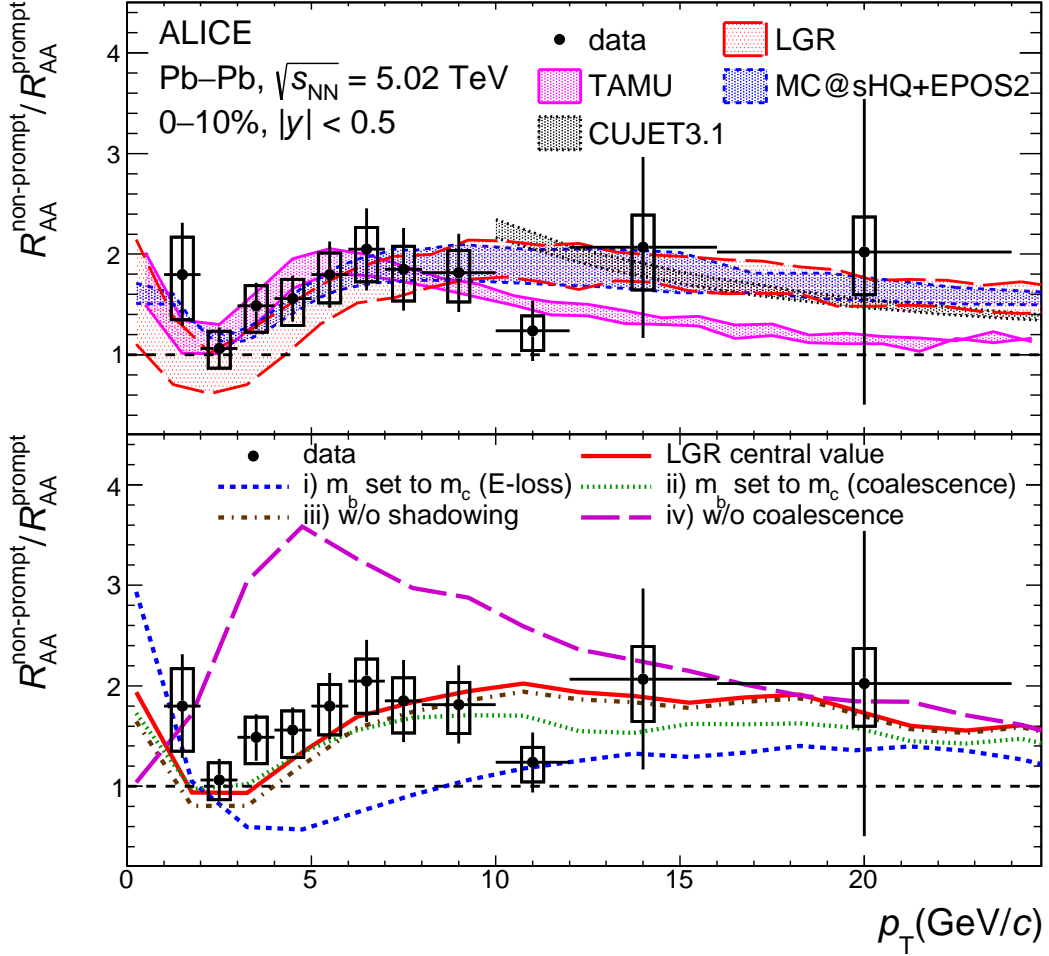 ALICE
Pb–Pb, √s_NN = 5.02 TeV
0–10%, |y| < 0.5
data
LGR
TAMU
MC@sHQ+EPOS2
CUJET3.1
R_AA^non-prompt / R_AA^prompt
4
3
2
1
data
LGR central value
i) m_b set to m_c (E-loss)
ii) m_b set to m_c (coalescence)
iii) w/o shadowing
iv) w/o coalescence
R_AA^non-prompt / R_AA^prompt
4
3
2
1
0 5 10 15 20
p_T (GeV/c)